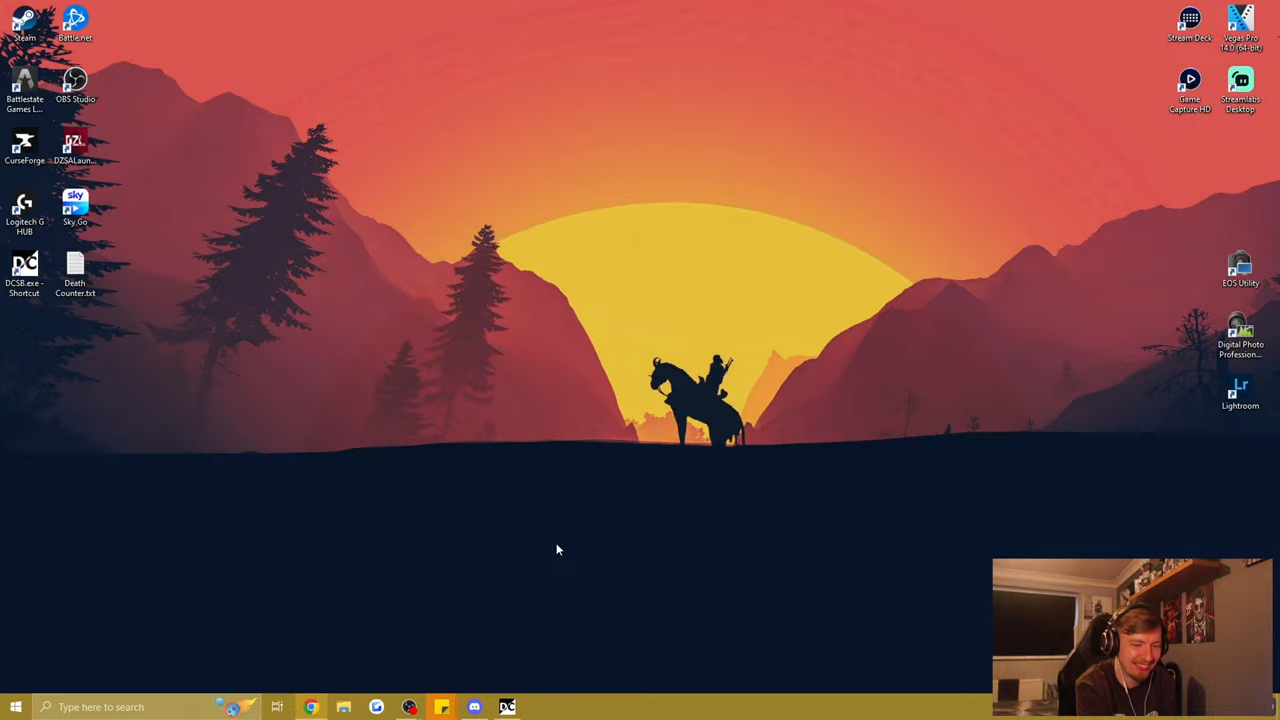 Steam
Battle.net
Battlestate
Games L...
OBS Studio
CurseForge
DZSALaun...
Logitech G
HUB
sky
Sky Go
DCSB.exe -
Shortcut
Death
Counter.txt
Stream Deck
Vegas Pro
14.0 (64-bit)
Game
Capture HD
Streamlabs
Desktop
EOS Utility
Digital Photo
Profession...
Lr
Lightroom
Type here to search